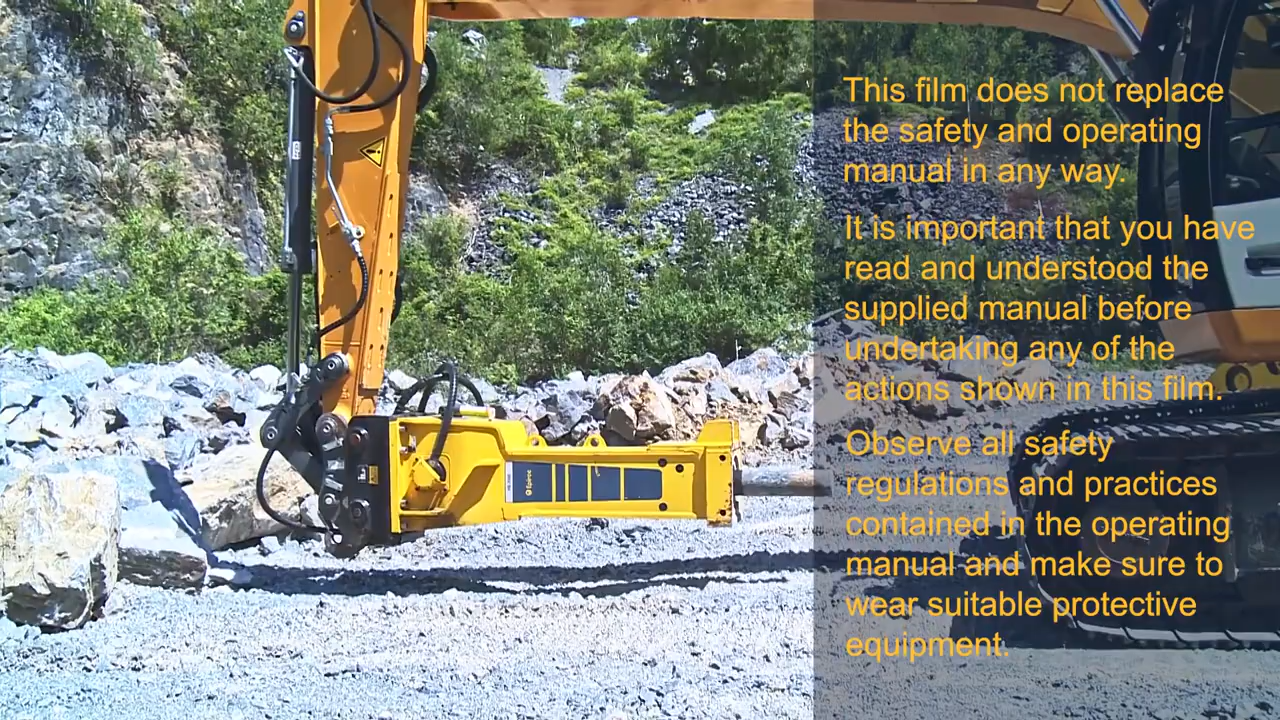 This film does not replace
the safety and operating
manual in any way.
It is important that you have
read and understood the
supplied manual before
undertaking any of the
actions shown in this film.
Observe all safety
regulations and practices
contained in the operating
manual and make sure to
wear suitable protective
equipment.
Epiroc